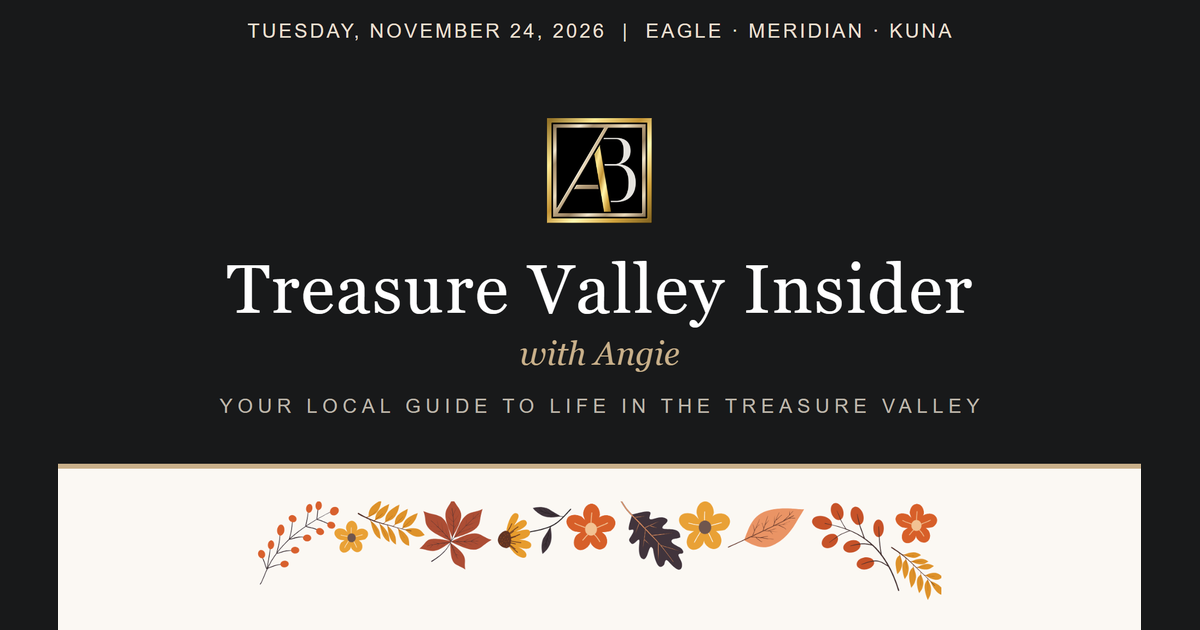 TUESDAY, NOVEMBER 24, 2026 | EAGLE · MERIDIAN · KUNA
AB
Treasure Valley Insider
with Angie
YOUR LOCAL GUIDE TO LIFE IN THE TREASURE VALLEY